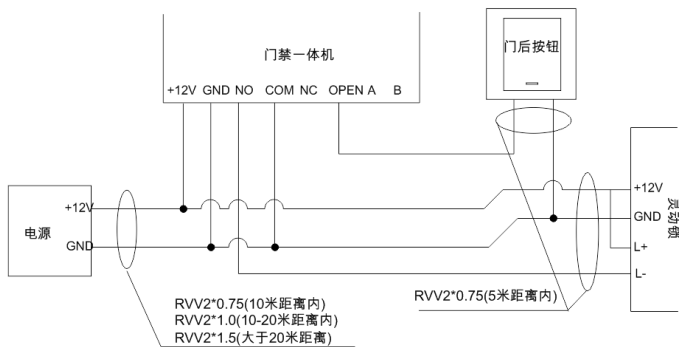 门后按钮
门禁一体机
+12V GND NO COM NC OPEN A B
+12V
GND
L+
L-
灵动锁
+12V
电源
GND
RVV2*0.75(10米距离内)
RVV2*1.0(10-20米距离内)
RVV2*1.5(大于20米距离)
RVV2*0.75(5米距离内)